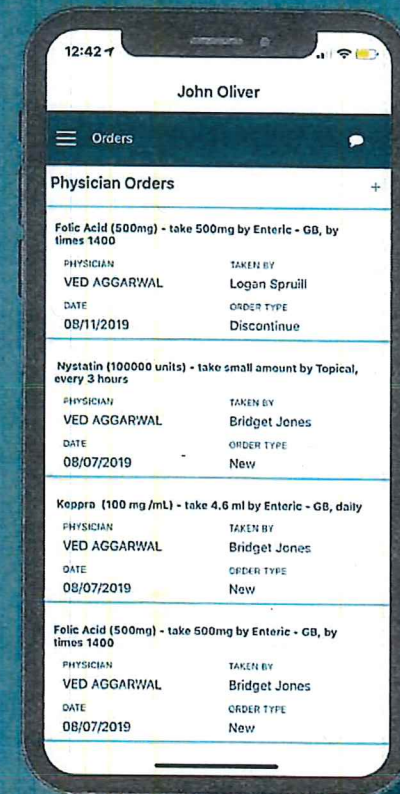 12:42
John Oliver
Orders
Physician Orders +
Folic Acid (500mg) - take 500mg by Enteric - GB, by
times 1400
PHYSICIAN TAKEN BY
VED AGGARWAL Logan Spruill
DATE ORDER TYPE
08/11/2019 Discontinue
Nystatin (100000 units) - take small amount by Topical,
every 3 hours
PHYSICIAN TAKEN BY
VED AGGARWAL Bridget Jones
DATE ORDER TYPE
08/07/2019 New
Keppra (100 mg/mL) - take 4.6 ml by Enteric - GB, daily
PHYSICIAN TAKEN BY
VED AGGARWAL Bridget Jones
DATE ORDER TYPE
08/07/2019 New
Folic Acid (500mg) - take 500mg by Enteric - GB, by
times 1400
PHYSICIAN TAKEN BY
VED AGGARWAL Bridget Jones
DATE ORDER TYPE
08/07/2019 New